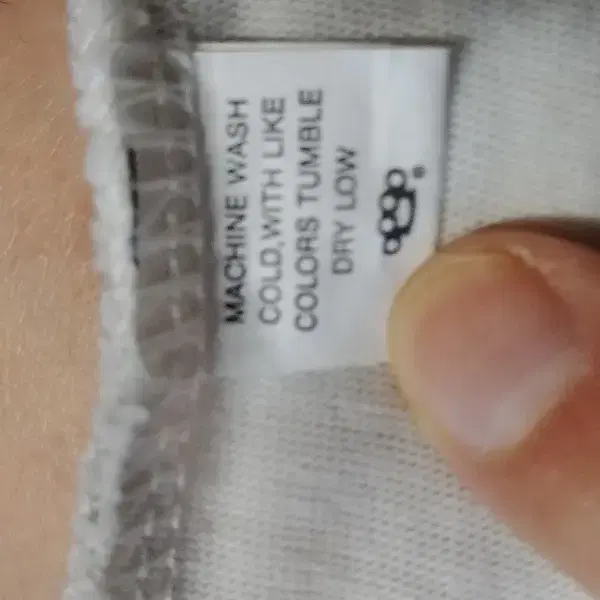 MACHINE WASH
COLD,WITH LIKE
COLORS TUMBLE
DRY LOW
®